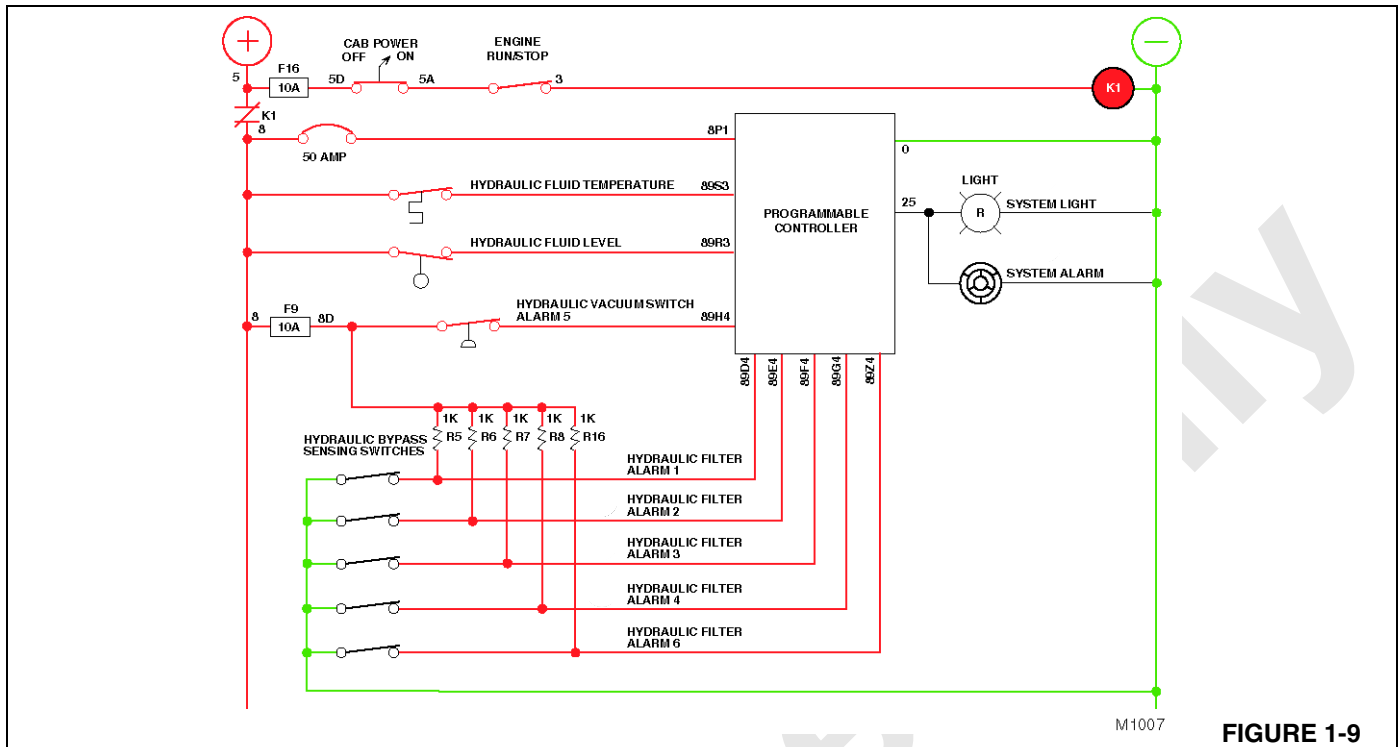 +
−
CAB POWER
OFF ON
ENGINE
RUN/STOP
5
F16
10A
5D
5A
3
K1
K1
8
50 AMP
8P1
0
HYDRAULIC FLUID TEMPERATURE
89S3
LIGHT
25
R
SYSTEM LIGHT
PROGRAMMABLE
CONTROLLER
HYDRAULIC FLUID LEVEL
89R3
SYSTEM ALARM
HYDRAULIC VACUUM SWITCH
ALARM 5
89H4
8
F9
10A
8D
89D4
89E4
89F4
89G4
89Z4
1K
1K
1K
1K
1K
R5
R6
R7
R8
R16
HYDRAULIC BYPASS
SENSING SWITCHES
HYDRAULIC FILTER
ALARM 1
HYDRAULIC FILTER
ALARM 2
HYDRAULIC FILTER
ALARM 3
HYDRAULIC FILTER
ALARM 4
HYDRAULIC FILTER
ALARM 6
M1007
FIGURE 1-9